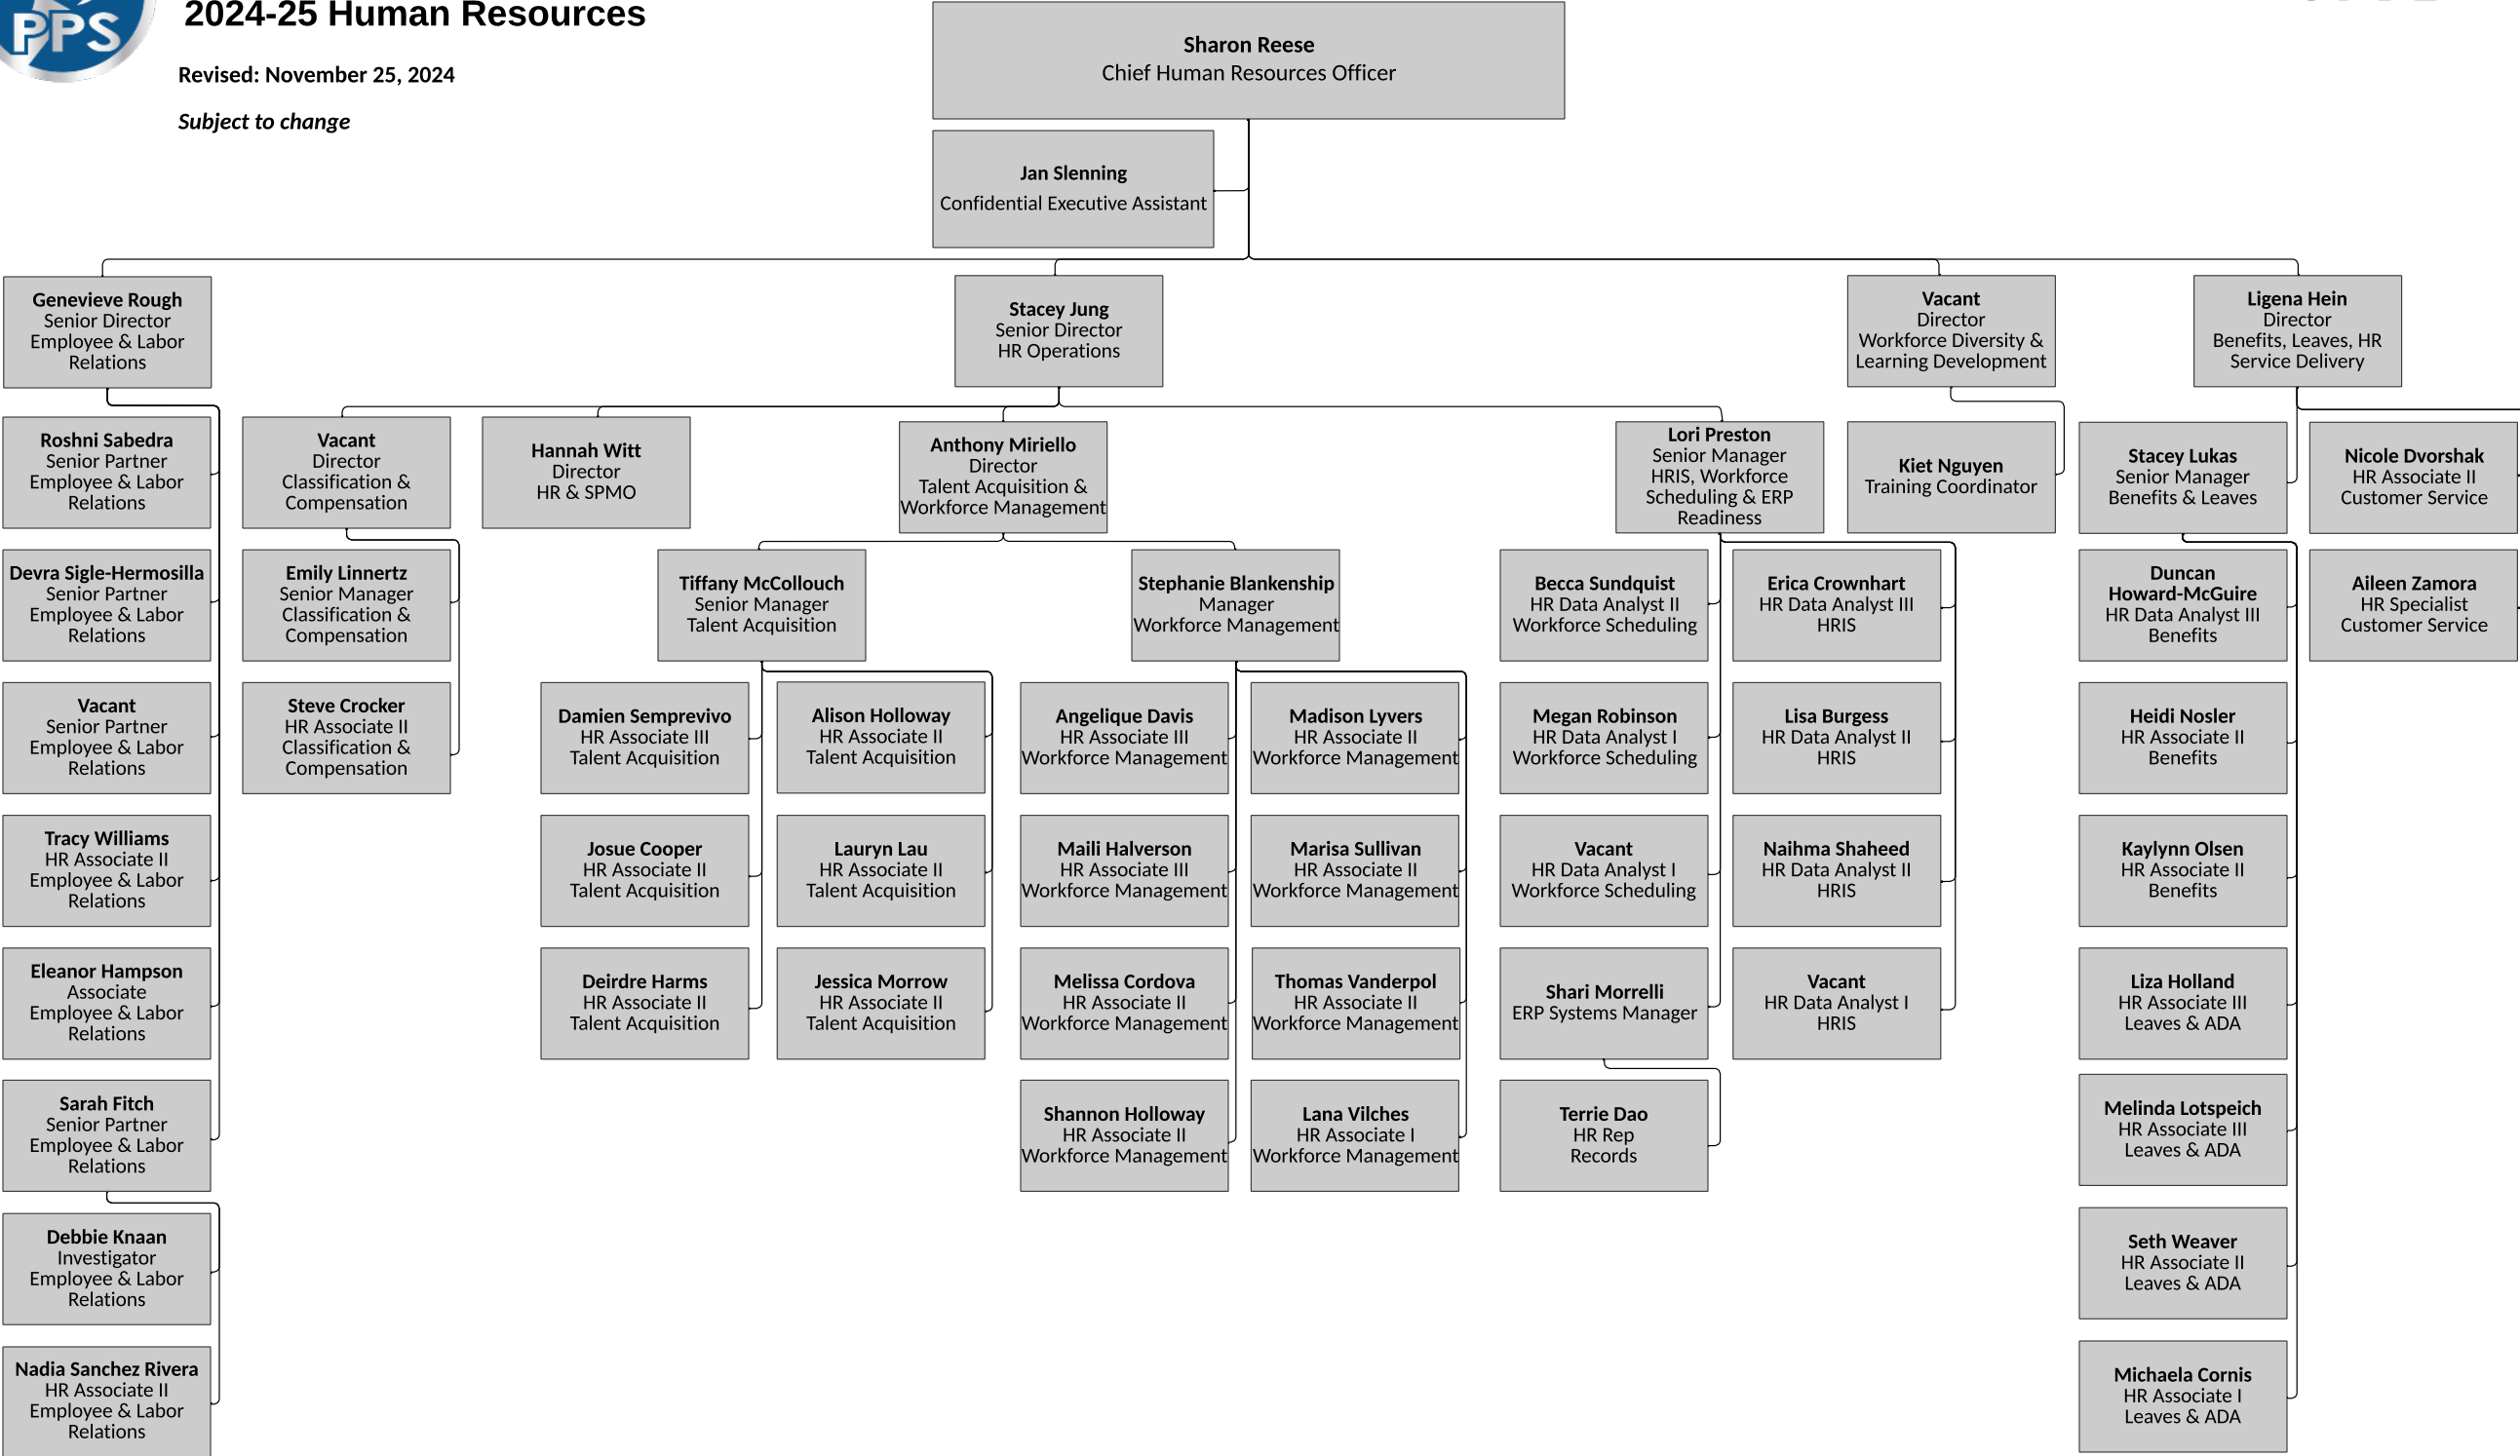 PPS
2024-25 Human Resources
Revised: November 25, 2024
Subject to change
Sharon Reese
Chief Human Resources Officer
Jan Slenning
Confidential Executive Assistant
Genevieve Rough
Senior Director
Employee & Labor
Relations
Stacey Jung
Senior Director
HR Operations
Vacant
Director
Workforce Diversity &
Learning Development
Ligena Hein
Director
Benefits, Leaves, HR
Service Delivery
Roshni Sabedra
Senior Partner
Employee & Labor
Relations
Vacant
Director
Classification &
Compensation
Hannah Witt
Director
HR & SPMO
Anthony Miriello
Director
Talent Acquisition &
Workforce Management
Lori Preston
Senior Manager
HRIS, Workforce
Scheduling & ERP
Readiness
Kiet Nguyen
Training Coordinator
Stacey Lukas
Senior Manager
Benefits & Leaves
Nicole Dvorshak
HR Associate II
Customer Service
Devra Sigle-Hermosilla
Senior Partner
Employee & Labor
Relations
Emily Linnertz
Senior Manager
Classification &
Compensation
Tiffany McCollouch
Senior Manager
Talent Acquisition
Stephanie Blankenship
Manager
Workforce Management
Becca Sundquist
HR Data Analyst II
Workforce Scheduling
Erica Crownhart
HR Data Analyst III
HRIS
Duncan
Howard-McGuire
HR Data Analyst III
Benefits
Aileen Zamora
HR Specialist
Customer Service
Vacant
Senior Partner
Employee & Labor
Relations
Steve Crocker
HR Associate II
Classification &
Compensation
Damien Semprevivo
HR Associate III
Talent Acquisition
Alison Holloway
HR Associate II
Talent Acquisition
Angelique Davis
HR Associate III
Workforce Management
Madison Lyvers
HR Associate II
Workforce Management
Megan Robinson
HR Data Analyst I
Workforce Scheduling
Lisa Burgess
HR Data Analyst II
HRIS
Heidi Nosler
HR Associate II
Benefits
Tracy Williams
HR Associate II
Employee & Labor
Relations
Josue Cooper
HR Associate II
Talent Acquisition
Lauryn Lau
HR Associate II
Talent Acquisition
Maili Halverson
HR Associate III
Workforce Management
Marisa Sullivan
HR Associate II
Workforce Management
Vacant
HR Data Analyst I
Workforce Scheduling
Naihma Shaheed
HR Data Analyst II
HRIS
Kaylynn Olsen
HR Associate II
Benefits
Eleanor Hampson
Associate
Employee & Labor
Relations
Deirdre Harms
HR Associate II
Talent Acquisition
Jessica Morrow
HR Associate II
Talent Acquisition
Melissa Cordova
HR Associate II
Workforce Management
Thomas Vanderpol
HR Associate II
Workforce Management
Shari Morrelli
ERP Systems Manager
Vacant
HR Data Analyst I
HRIS
Liza Holland
HR Associate III
Leaves & ADA
Sarah Fitch
Senior Partner
Employee & Labor
Relations
Shannon Holloway
HR Associate II
Workforce Management
Lana Vilches
HR Associate I
Workforce Management
Terrie Dao
HR Rep
Records
Melinda Lotspeich
HR Associate III
Leaves & ADA
Debbie Knaan
Investigator
Employee & Labor
Relations
Seth Weaver
HR Associate II
Leaves & ADA
Nadia Sanchez Rivera
HR Associate II
Employee & Labor
Relations
Michaela Cornis
HR Associate I
Leaves & ADA